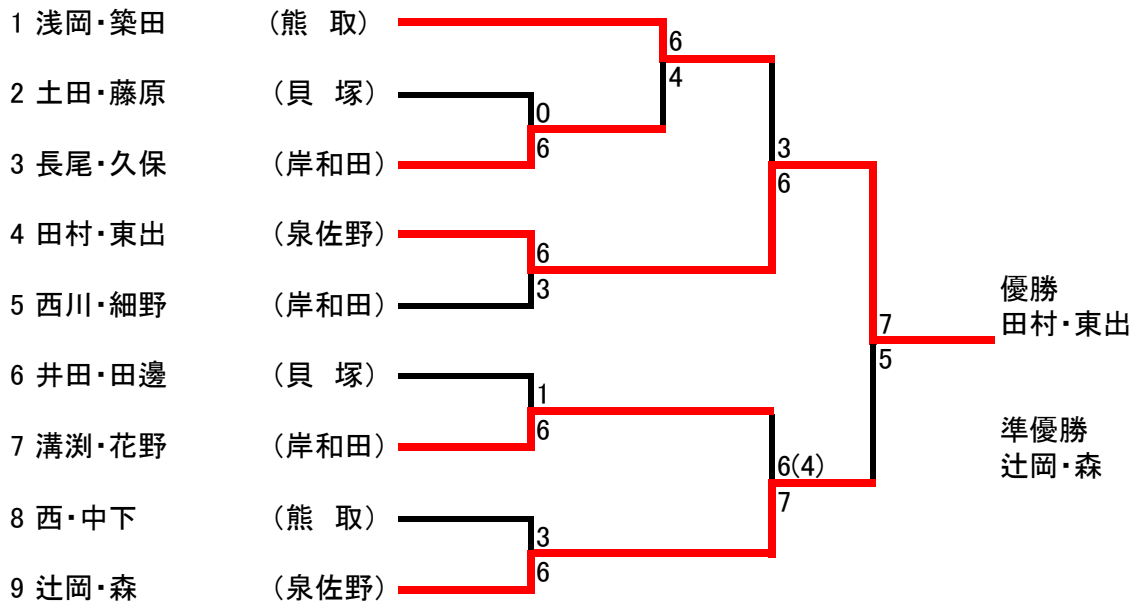 1 浅岡・築田 (熊 取)
6
4
2 土田・藤原 (貝 塚)
0
6
3 長尾・久保 (岸和田)
3
6
4 田村・東出 (泉佐野)
6
3
5 西川・細野 (岸和田)
優勝
田村・東出
7
5
6 井田・田邊 (貝 塚)
1
6
7 溝渕・花野 (岸和田)
準優勝
辻岡・森
6(4)
7
8 西・中下 (熊 取)
3
6
9 辻岡・森 (泉佐野)